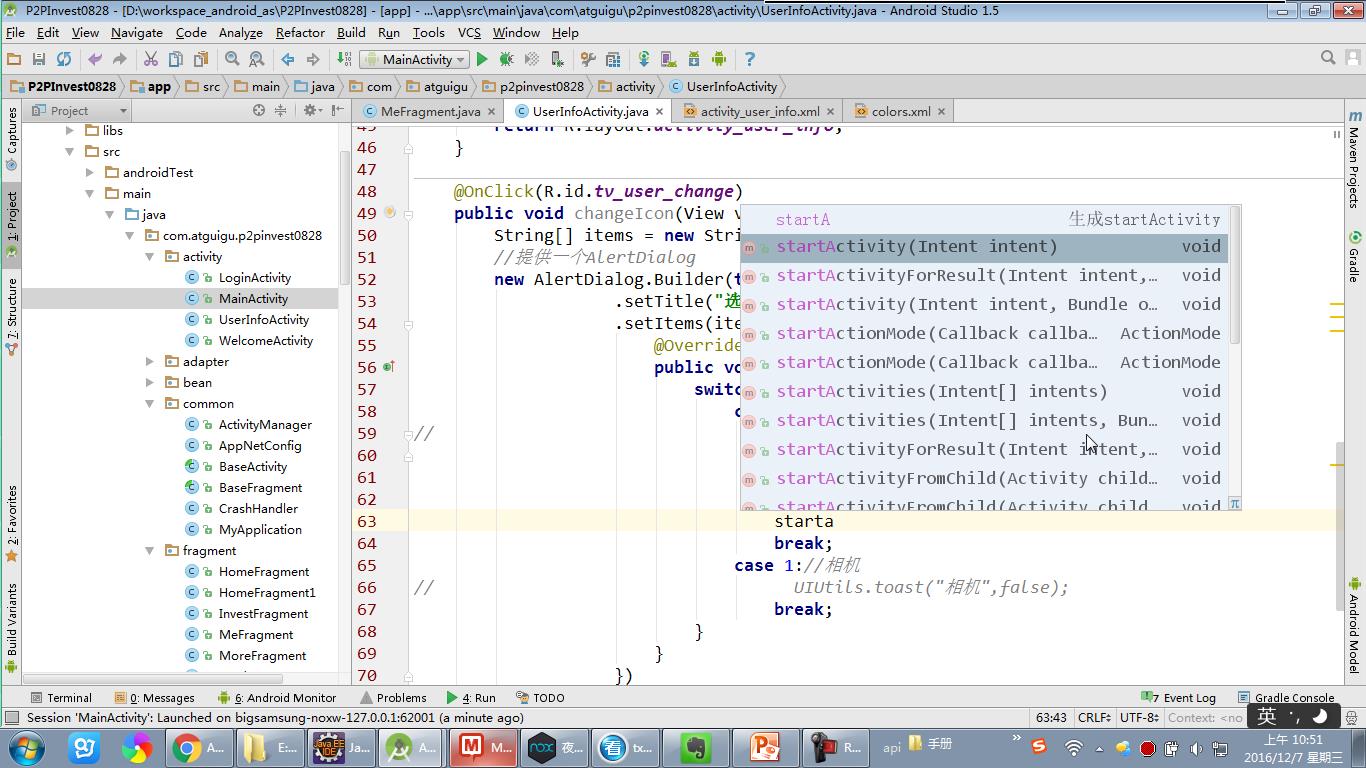 P2PInvest0828 - [D:\workspace_android_as\P2PInvest0828] - [app] - ...\app\src\main\java\com\atguigu\p2pinvest0828\activity\UserInfoActivity.java - Android Studio 1.5
File Edit View Navigate Code Analyze Refactor Build Run Tools VCS Window Help
MainActivity
P2PInvest0828 app src main java com atguigu p2pinvest0828 activity UserInfoActivity
Project MeFragment.java UserInfoActivity.java activity_user_info.xml colors.xml
Captures
1: Project
7: Structure
2: Favorites
Build Variants
libs
src
androidTest
main
java
com.atguigu.p2pinvest0828
activity
LoginActivity
MainActivity
UserInfoActivity
WelcomeActivity
adapter
bean
common
ActivityManager
AppNetConfig
BaseActivity
BaseFragment
CrashHandler
MyApplication
fragment
HomeFragment
HomeFragment1
InvestFragment
MeFragment
MoreFragment
45 return R.layout.activity_user_info;
46 }
47
48 @OnClick(R.id.tv_user_change)
49 public void changeIcon(View v
50 String[] items = new Stri
51 //提供一个AlertDialog
52 new AlertDialog.Builder(t
53 .setTitle("选
54 .setItems(ite
55 @Override
56 public vo
57 switc
58 c
59 //
60
61
62
63 starta
64 break;
65 case 1://相机
66 // UIUtils.toast("相机",false);
67 break;
68 }
69 }
70 })
startA 生成startActivity
startActivity(Intent intent) void
startActivityForResult(Intent intent,… void
startActivity(Intent intent, Bundle o… void
startActionMode(Callback callba… ActionMode
startActionMode(Callback callba… ActionMode
startActivities(Intent[] intents) void
startActivities(Intent[] intents, Bun… void
startActivityForResult(Intent intent,… void
startActivityFromChild(Activity child… void
startActivityFromChild(Activity child… void
π
m
Maven Projects
Gradle
Android Model
Terminal 0: Messages 6: Android Monitor Problems 4: Run TODO 7 Event Log Gradle Console
Session 'MainActivity': Launched on bigsamsung-noxw-127.0.0.1:62001 (a minute ago) 63:43 CRLF UTF-8 Context: <no
英
A... E:... Ja... A... M... nox 夜... 看 tx... R... api 手册 上午 10:51
2016/12/7 星期三